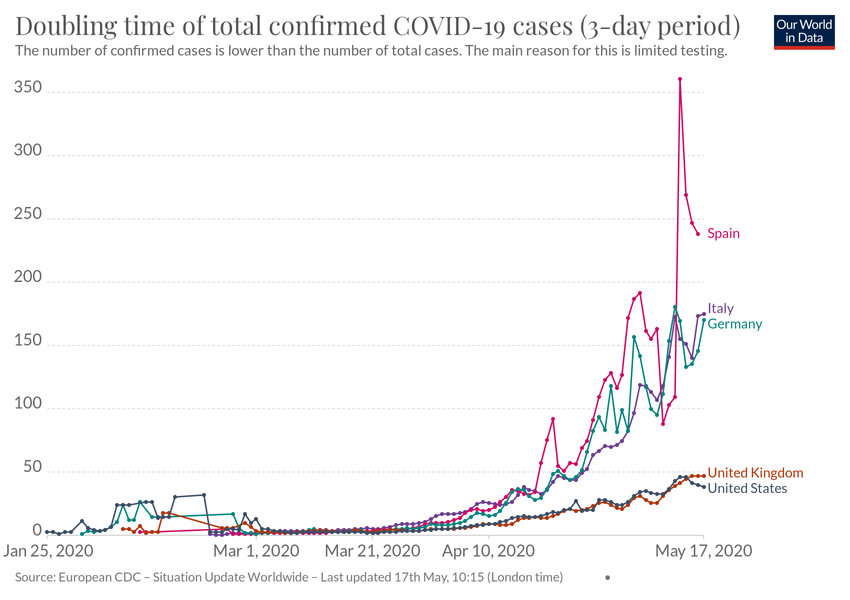 Doubling time of total confirmed COVID-19 cases (3-day period)
Our World
in Data
The number of confirmed cases is lower than the number of total cases. The main reason for this is limited testing.
350
300
250
Spain
200
Italy
Germany
150
100
50
United Kingdom
United States
0
Jan 25, 2020
Mar 1, 2020
Mar 21, 2020
Apr 10, 2020
May 17, 2020
Source: European CDC – Situation Update Worldwide – Last updated 17th May, 10:15 (London time)